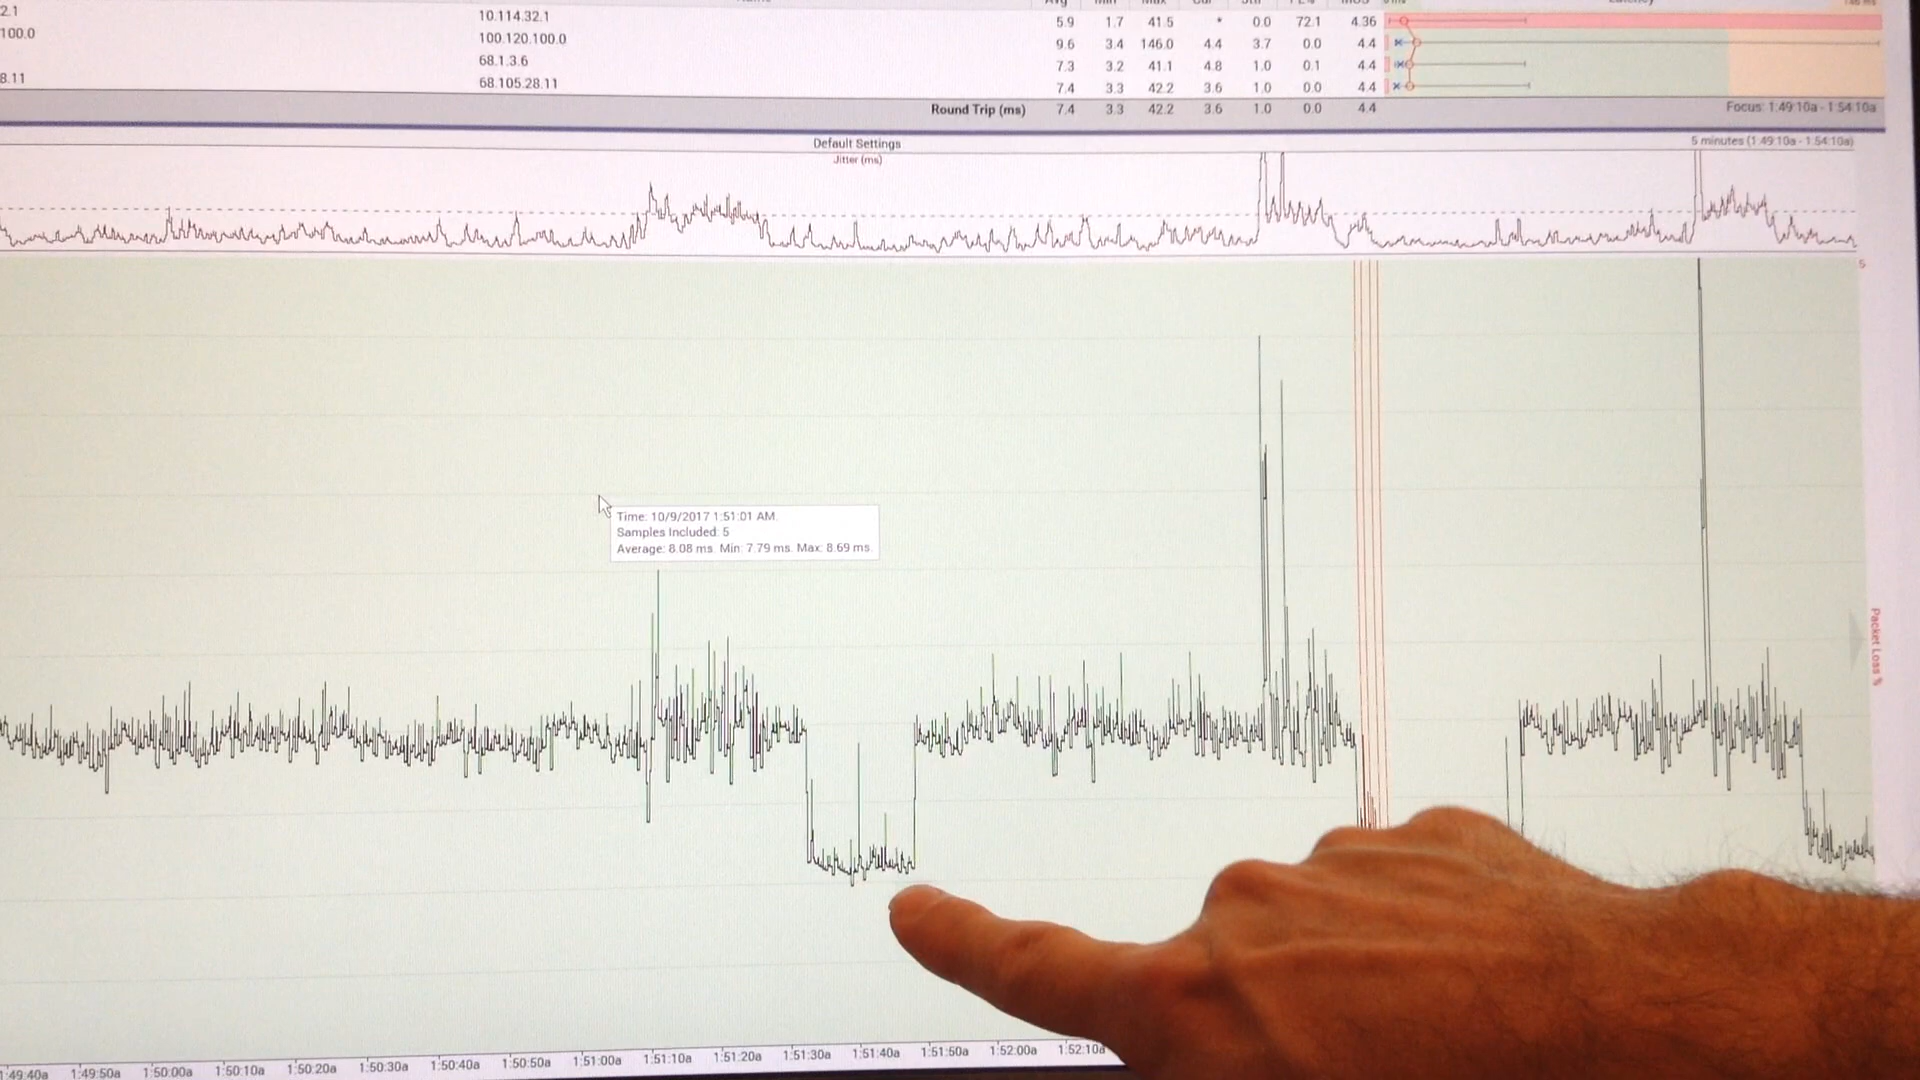 2.1 10.114.32.1 5.9 1.7 41.5 * 0.0 72.1 4.36
100.0 100.120.100.0 9.6 3.4 146.0 4.4 3.7 0.0 4.4
68.1.3.6 7.3 3.2 41.1 4.8 1.0 0.1 4.4
8.11 68.105.28.11 7.4 3.3 42.2 3.6 1.0 0.0 4.4
Round Trip (ms) 7.4 3.3 42.2 3.6 1.0 0.0 4.4 Focus: 1:49:10a - 1:54:10a
Default Settings 5 minutes (1:49:10a - 1:54:10a)
Jitter (ms)
5
Time: 10/9/2017 1:51:01 AM.
Samples Included: 5
Average: 8.08 ms. Min: 7.79 ms. Max: 8.69 ms.
Packet Loss %
1:49:40a 1:49:50a 1:50:00a 1:50:10a 1:50:20a 1:50:30a 1:50:40a 1:50:50a 1:51:00a 1:51:10a 1:51:20a 1:51:30a 1:51:40a 1:51:50a 1:52:00a 1:52:10a